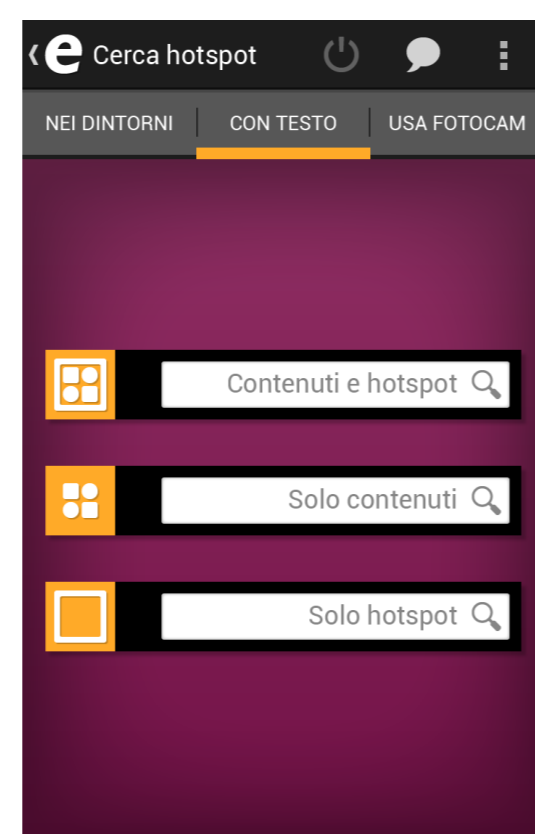 e Cerca hotspot
NEI DINTORNI CON TESTO USA FOTOCAM
Contenuti e hotspot
Solo contenuti
Solo hotspot